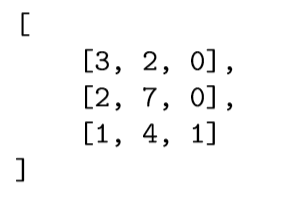 [
[3, 2, 0],
[2, 7, 0],
[1, 4, 1]
]